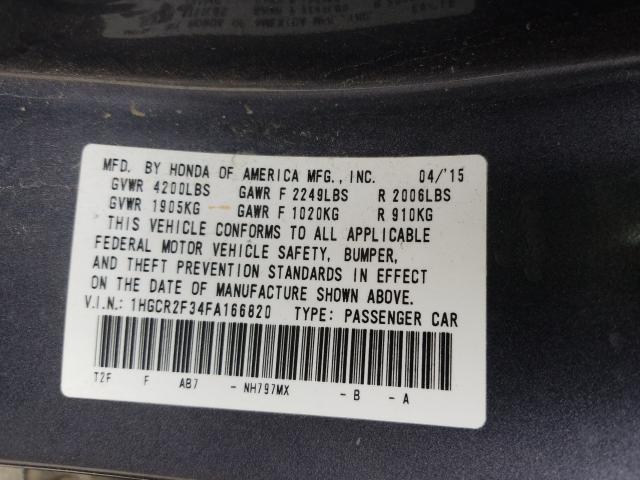 MFD. BY HONDA OF AMERICA MFG., INC. 04/'15
GVWR 4200LBS GAWR F 2249LBS R 2006LBS
GVWR 1905KG GAWR F 1020KG R 910KG
THIS VEHICLE CONFORMS TO ALL APPLICABLE
FEDERAL MOTOR VEHICLE SAFETY, BUMPER,
AND THEFT PREVENTION STANDARDS IN EFFECT
ON THE DATE OF MANUFACTURE SHOWN ABOVE.
V.I.N.: 1HGCR2F34FA166820 TYPE: PASSENGER CAR
T2F F AB7 - NH797MX - B - A